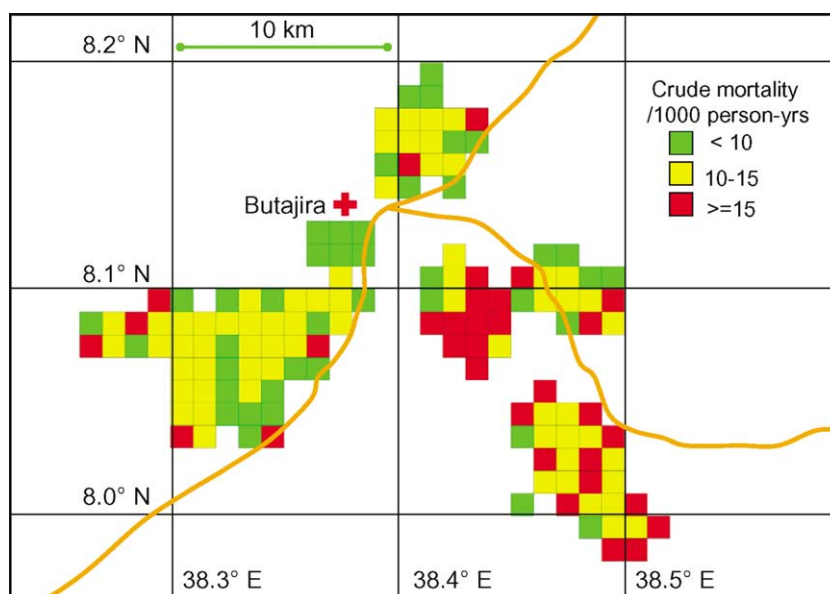 10 km
8.2° N
Crude mortality
/1000 person-yrs
< 10
10-15
>=15
Butajira
8.1° N
8.0° N
38.3° E
38.4° E
38.5° E